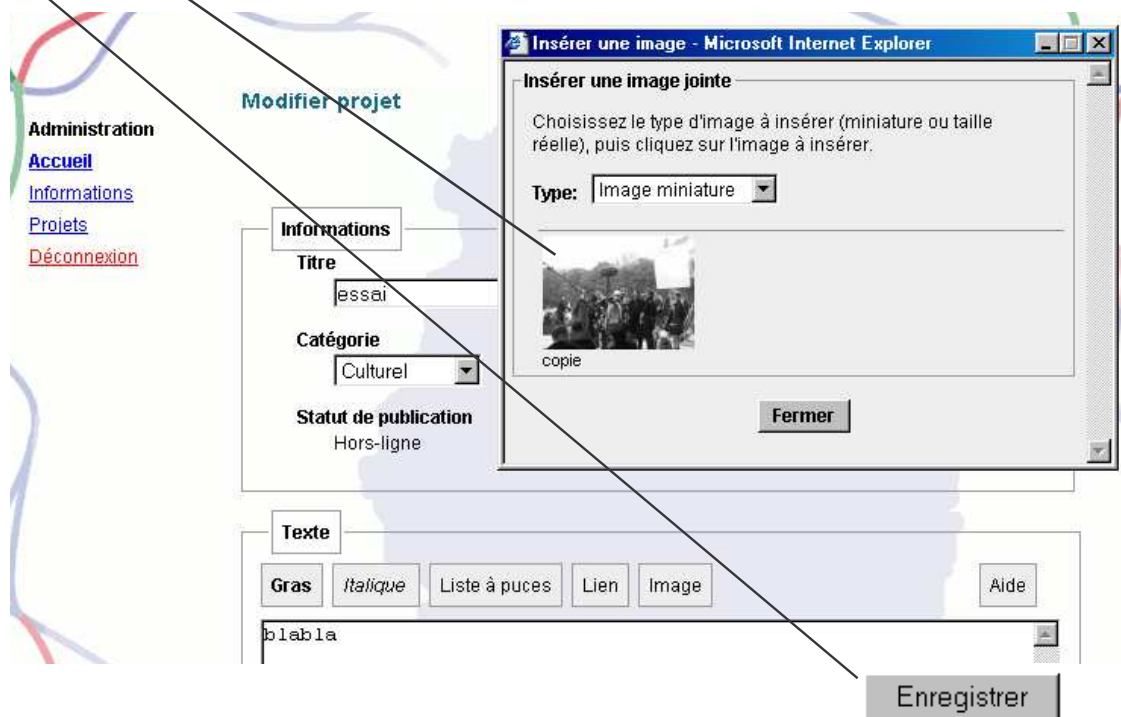 Insérer une image - Microsoft Internet Explorer
Insérer une image jointe
Choisissez le type d'image à insérer (miniature ou taille
réelle), puis cliquez sur l'image à insérer.
Type: Image miniature
copie
Fermer
Modifier projet
Administration
Accueil
Informations
Projets
Déconnexion
Informations
Titre
essai
Catégorie
Culturel
Statut de publication
Hors-ligne
Texte
Gras Italique Liste à puces Lien Image Aide
blabla
Enregistrer